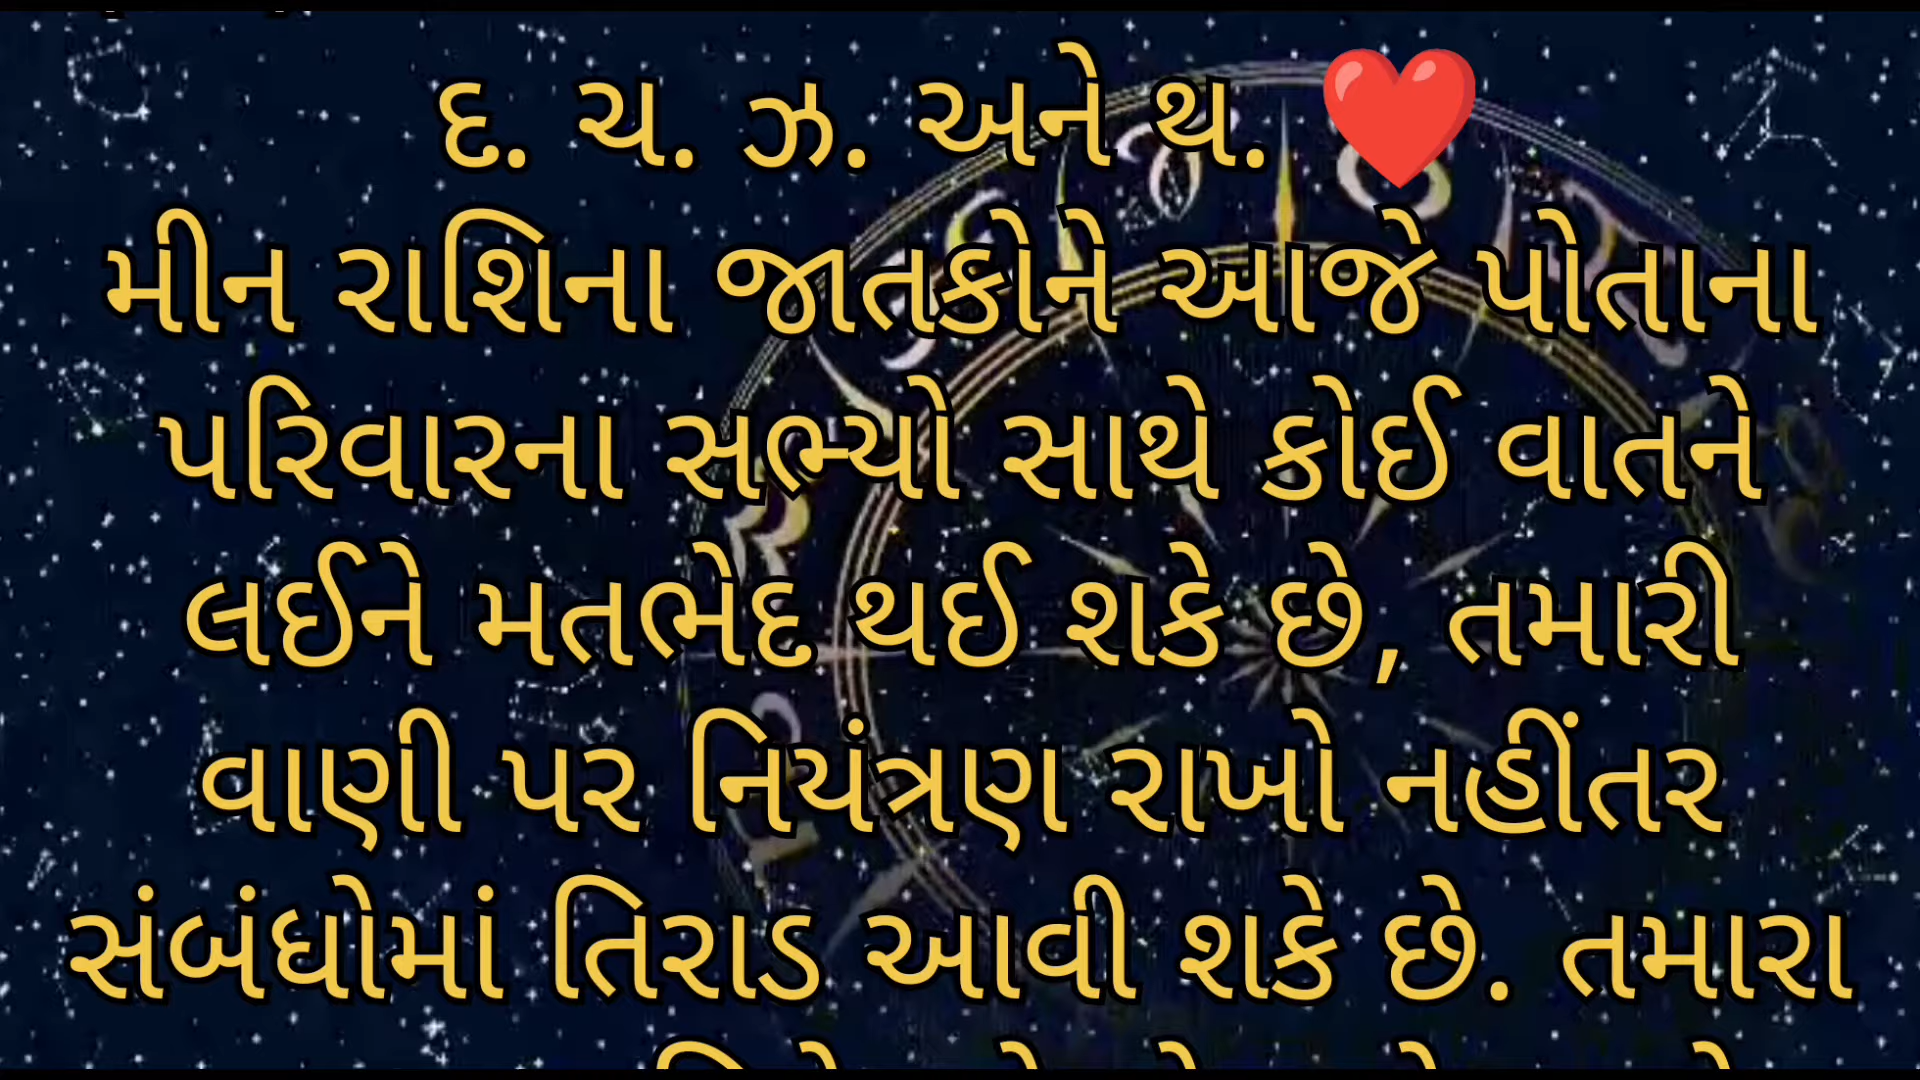 દ. ચ. ઝ. અને થ. ❤️
મીન રાશિના જાતકોને આજે પોતાના
પરિવારના સભ્યો સાથે કોઈ વાતને
લઈને મતભેદ થઈ શકે છે, તમારી
વાણી પર નિયંત્રણ રાખો નહીંતર
સંબંધોમાં તિરાડ આવી શકે છે. તમારા